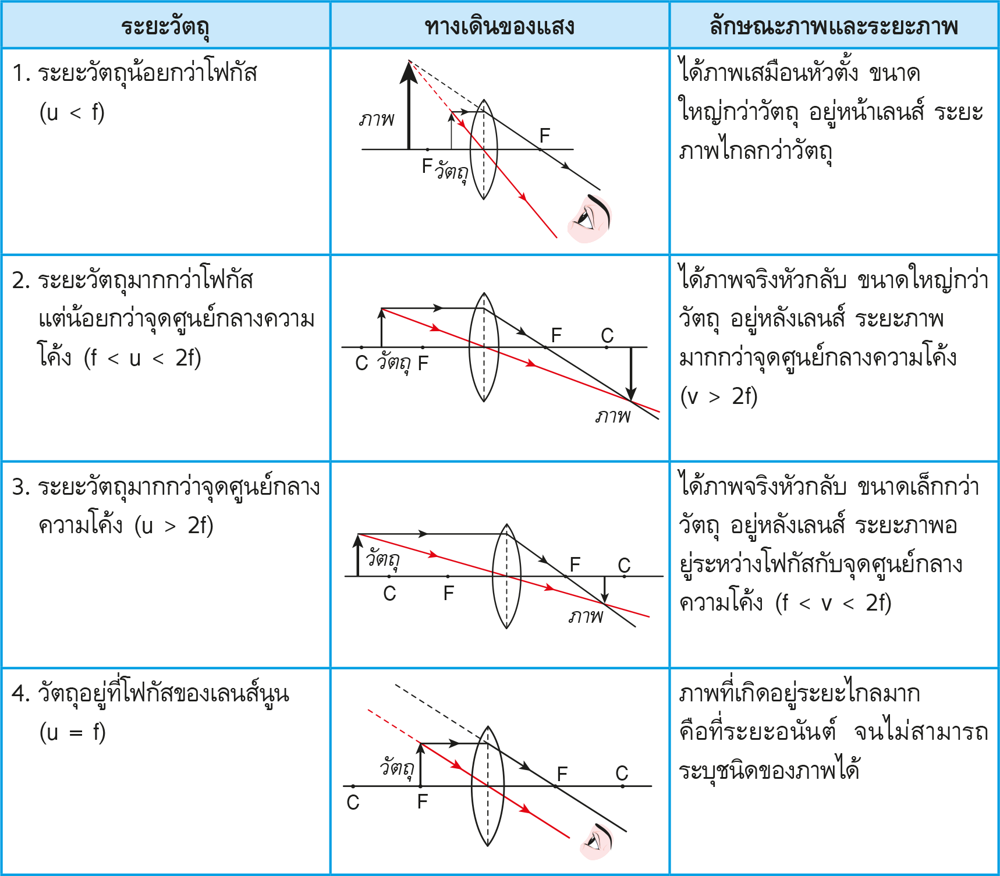 ระยะวัตถุ
ทางเดินของแสง
ลักษณะภาพและระยะภาพ
1. ระยะวัตถุน้อยกว่าโฟกัส
(u < f)
ภาพ
F
F
วัตถุ
ได้ภาพเสมือนหัวตั้ง ขนาด
ใหญ่กว่าวัตถุ อยู่หน้าเลนส์ ระยะ
ภาพไกลกว่าวัตถุ
2. ระยะวัตถุมากกว่าโฟกัส
แต่น้อยกว่าจุดศูนย์กลางความ
โค้ง (f < u < 2f)
F
C
C
วัตถุ
F
ภาพ
ได้ภาพจริงหัวกลับ ขนาดใหญ่กว่า
วัตถุ อยู่หลังเลนส์ ระยะภาพ
มากกว่าจุดศูนย์กลางความโค้ง
(v > 2f)
3. ระยะวัตถุมากกว่าจุดศูนย์กลาง
ความโค้ง (u > 2f)
วัตถุ
F
C
C
F
ภาพ
ได้ภาพจริงหัวกลับ ขนาดเล็กกว่า
วัตถุ อยู่หลังเลนส์ ระยะภาพอ
ยู่ระหว่างโฟกัสกับจุดศูนย์กลาง
ความโค้ง (f < v < 2f)
4. วัตถุอยู่ที่โฟกัสของเลนส์นูน
(u = f)
วัตถุ
F
C
C
F
ภาพที่เกิดอยู่ระยะไกลมาก
คือที่ระยะอนันต์ จนไม่สามารถ
ระบุชนิดของภาพได้